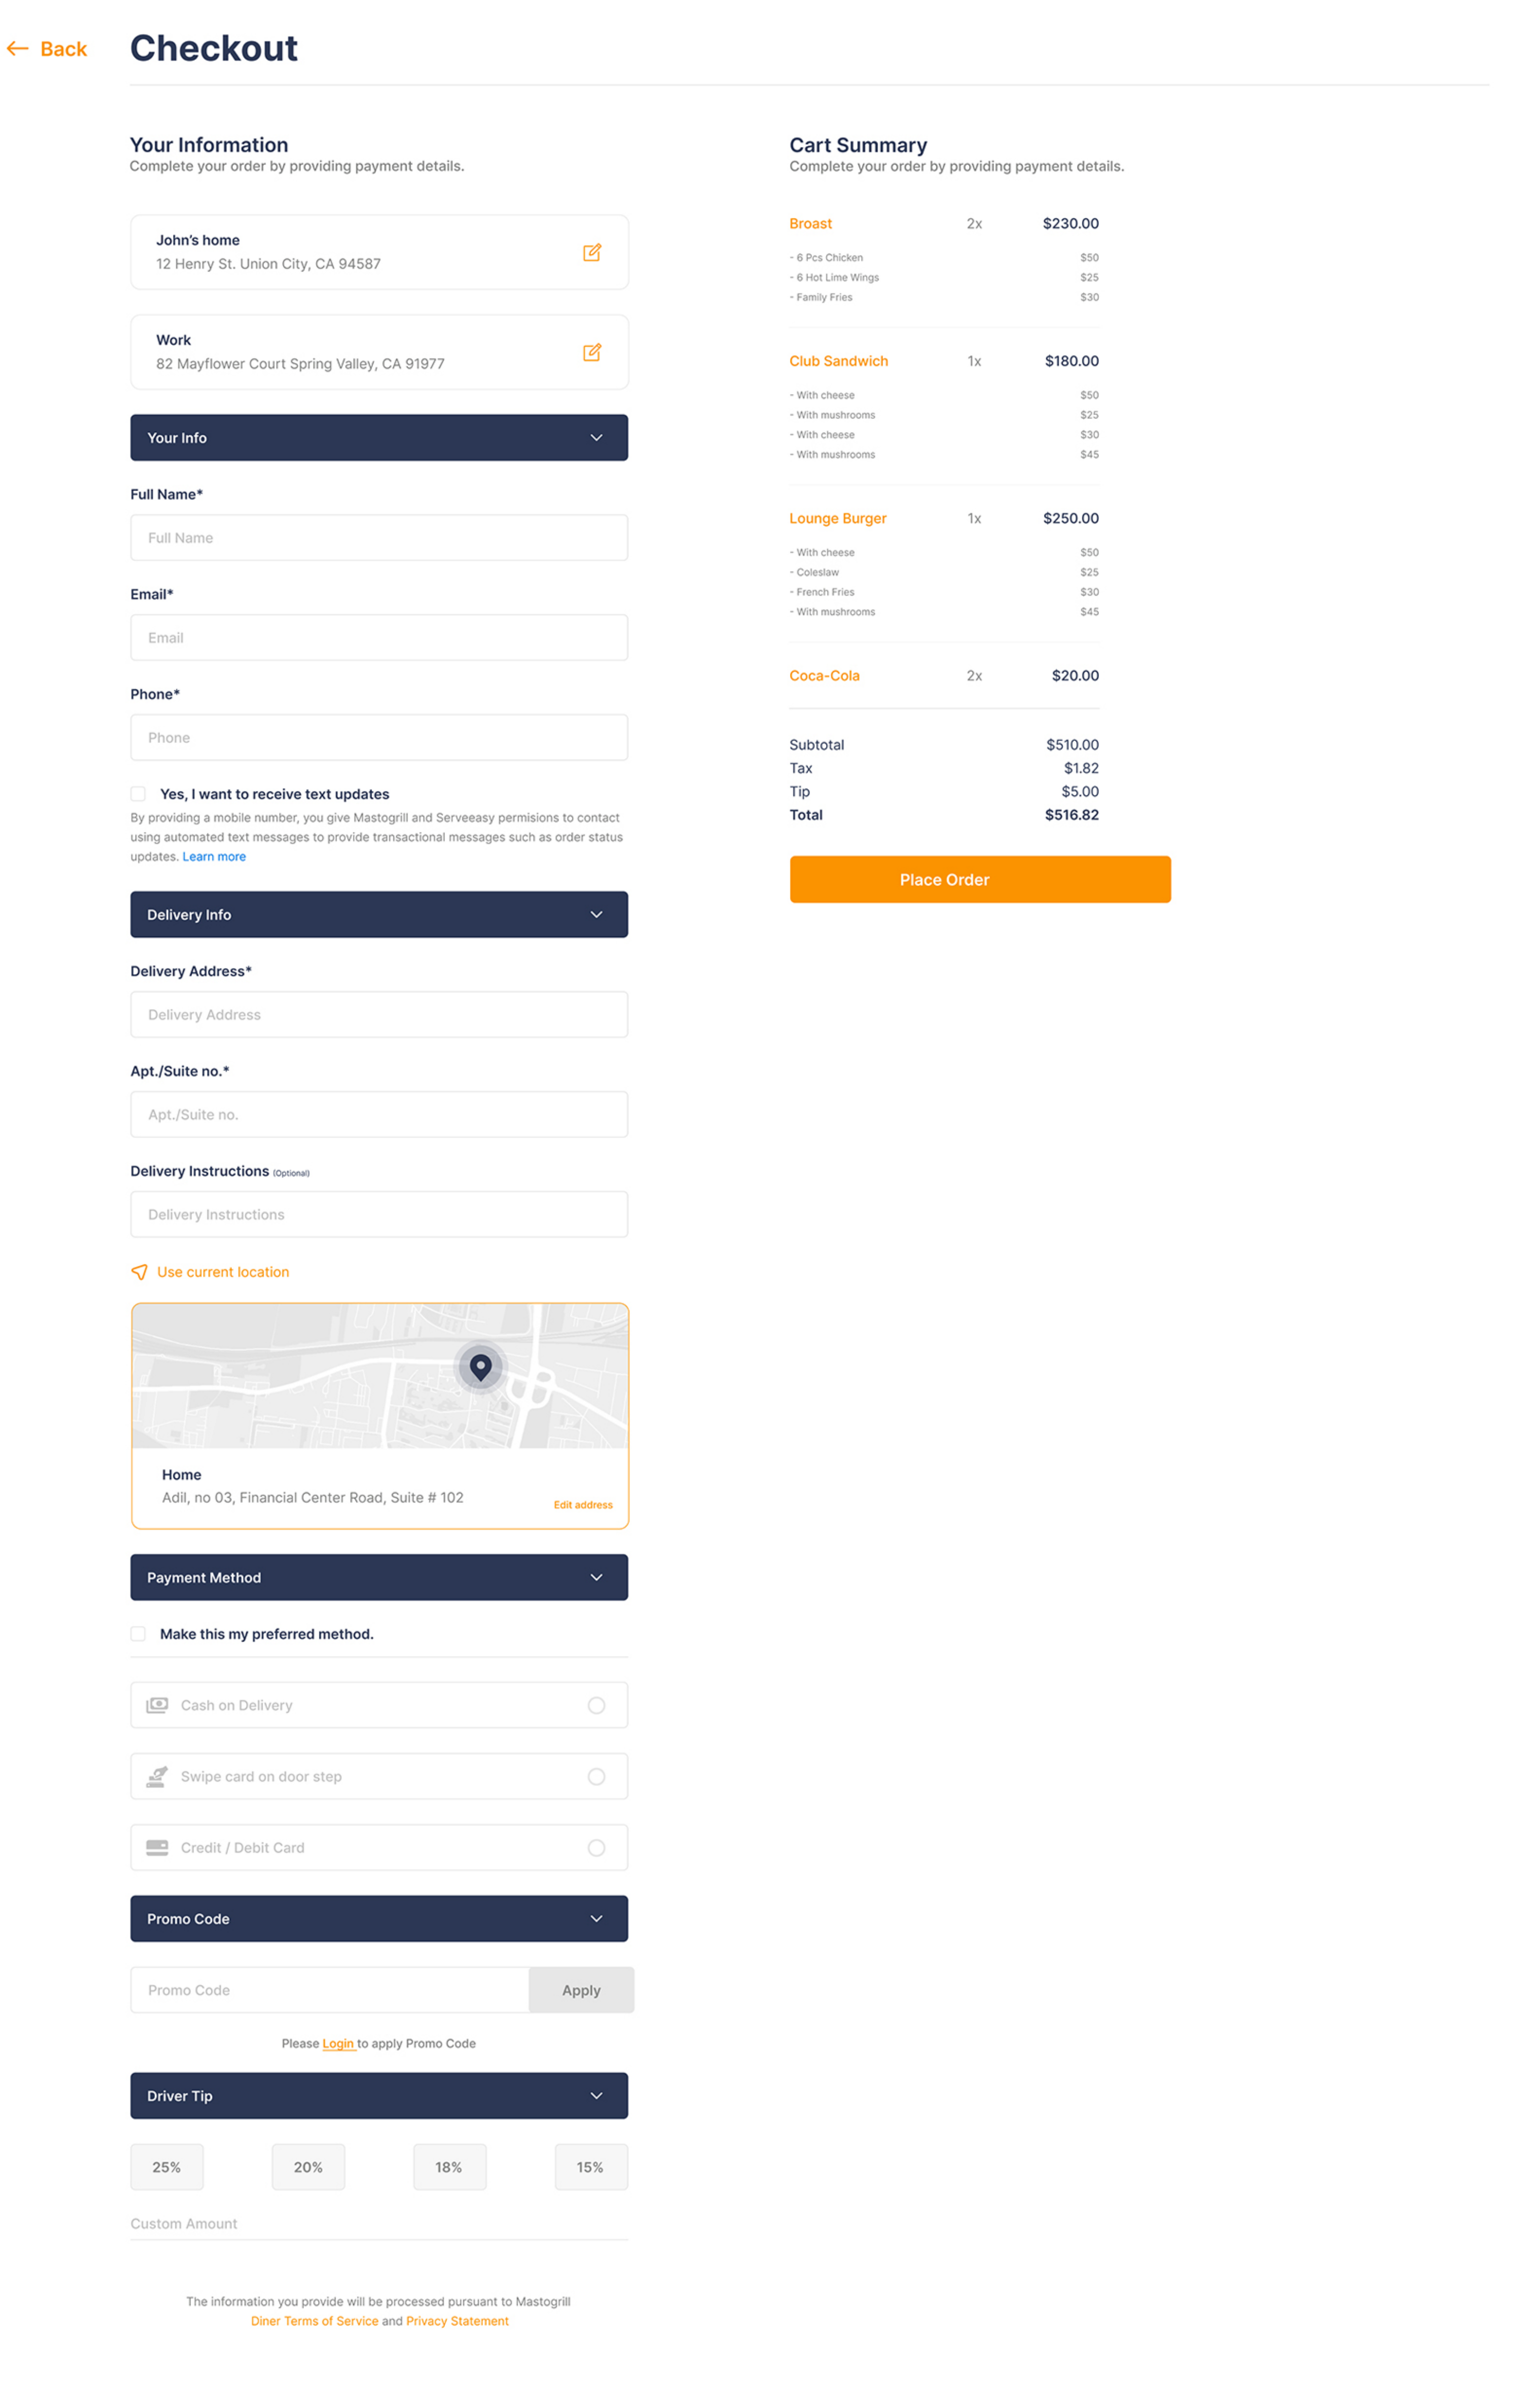 Back
Checkout
Your Information
Complete your order by providing payment details.
John's home
12 Henry St. Union City, CA 94587
Work
82 Mayflower Court Spring Valley, CA 91977
Your Info
Full Name*
Full Name
Email*
Email
Phone*
Phone
Yes, I want to receive text updates
By providing a mobile number, you give Mastogrill and Serveeasy permisions to contact
using automated text messages to provide transactional messages such as order status
updates. Learn more
Delivery Info
Delivery Address*
Delivery Address
Apt./Suite no.*
Apt./Suite no.
Delivery Instructions (Optional)
Delivery Instructions
Use current location
Home
Adil, no 03, Financial Center Road, Suite # 102
Edit address
Payment Method
Make this my preferred method.
Cash on Delivery
Swipe card on door step
Credit / Debit Card
Promo Code
Promo Code Apply
Please Login to apply Promo Code
Driver Tip
25% 20% 18% 15%
Custom Amount
The information you provide will be processed pursuant to Mastogrill
Diner Terms of Service and Privacy Statement
Cart Summary
Complete your order by providing payment details.
Broast 2x $230.00
- 6 Pcs Chicken $50
- 6 Hot Lime Wings $25
- Family Fries $30
Club Sandwich 1x $180.00
- With cheese $50
- With mushrooms $25
- With cheese $30
- With mushrooms $45
Lounge Burger 1x $250.00
- With cheese $50
- Coleslaw $25
- French Fries $30
- With mushrooms $45
Coca-Cola 2x $20.00
Subtotal $510.00
Tax $1.82
Tip $5.00
Total $516.82
Place Order